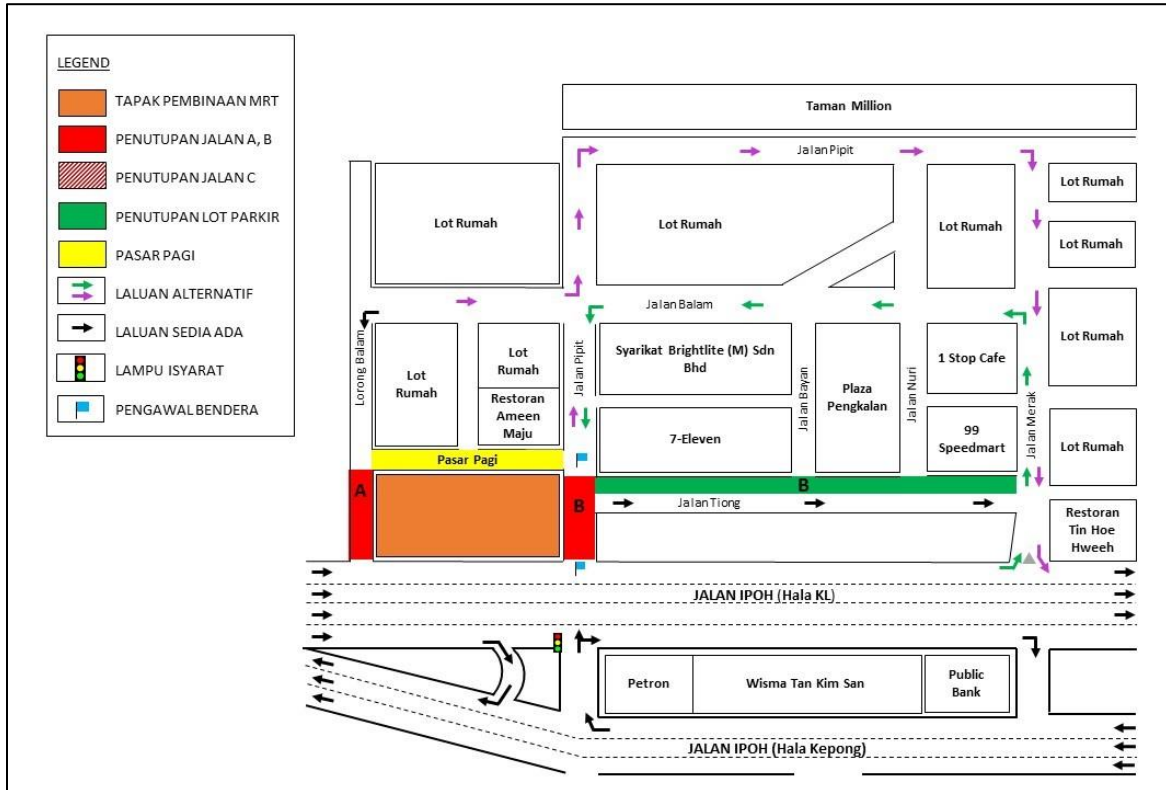 LEGEND
TAPAK PEMBINAAN MRT
PENUTUPAN JALAN A, B
PENUTUPAN JALAN C
PENUTUPAN LOT PARKIR
PASAR PAGI
LALUAN ALTERNATIF
LALUAN SEDIA ADA
LAMPU ISYARAT
PENGAWAL BENDERA
Taman Million
Jalan Pipit
Lot Rumah
Lot Rumah
Lot Rumah
Lot Rumah
Lot Rumah
Jalan Balam
Lorong Balam
Lot
Rumah
Lot
Rumah
Restoran
Ameen
Maju
Jalan Pipit
Syarikat Brightlite (M) Sdn
Bhd
7-Eleven
Jalan Bayan
Plaza
Pengkalan
Jalan Nuri
1 Stop Cafe
99
Speedmart
Jalan Merak
Lot Rumah
Lot Rumah
Pasar Pagi
A
B
B
Jalan Tiong
Restoran
Tin Hoe
Hweeh
JALAN IPOH (Hala KL)
Petron
Wisma Tan Kim San
Public
Bank
JALAN IPOH (Hala Kepong)